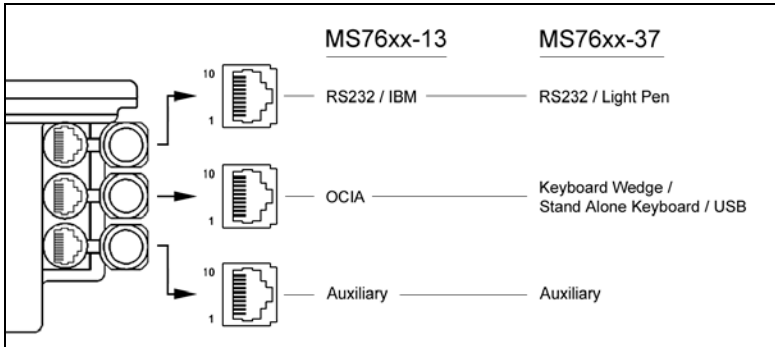 MS76xx-13 MS76xx-37
10
RS232 / IBM RS232 / Light Pen
1
10
OCIA Keyboard Wedge /
Stand Alone Keyboard / USB
1
10
Auxiliary Auxiliary
1